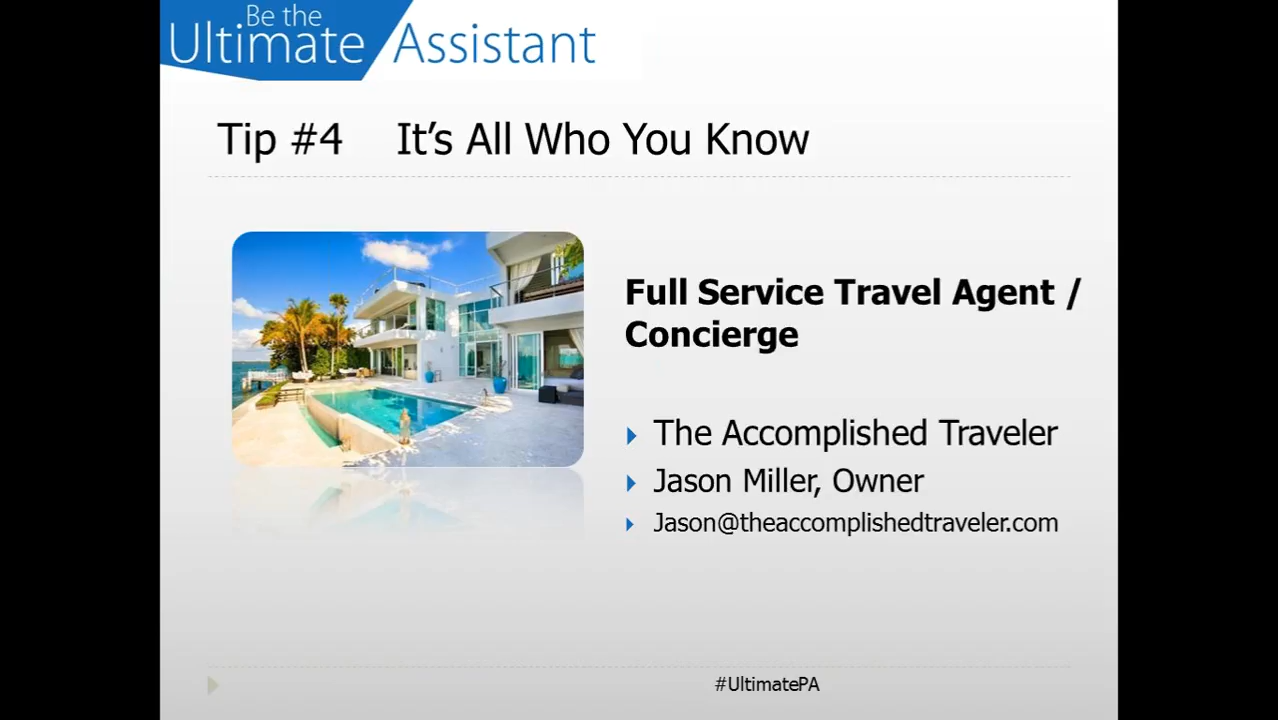 Be the
Ultimate Assistant
Tip #4 It’s All Who You Know
Full Service Travel Agent /
Concierge
The Accomplished Traveler
Jason Miller, Owner
Jason@theaccomplishedtraveler.com
#UltimatePA